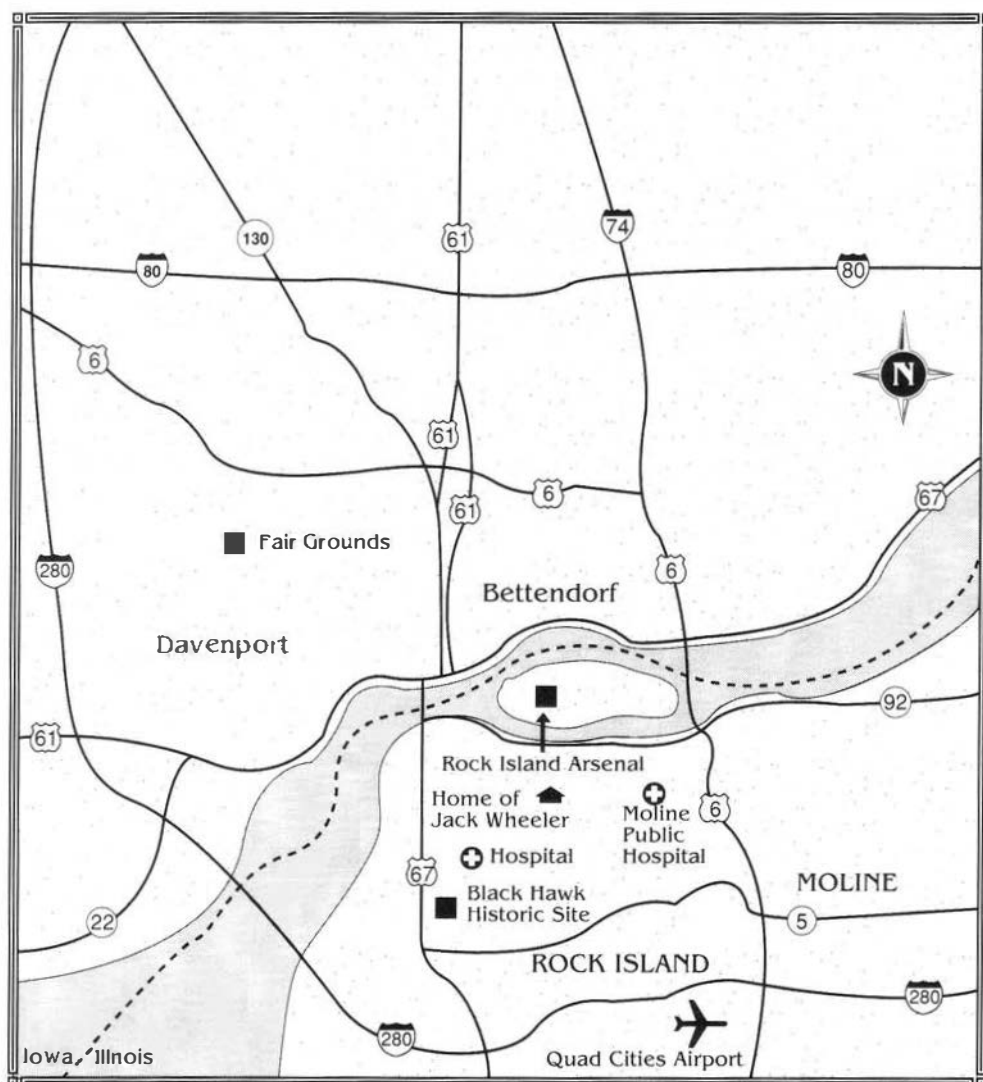 61
74
130
80
80
N
6
61
67
6
61
280
Fair Grounds
6
Bettendorf
Davenport
92
61
Rock Island Arsenal
Home of
Jack Wheeler
Moline
Public
Hospital
6
Hospital
67
MOLINE
Black Hawk
Historic Site
22
5
ROCK ISLAND
280
280
Iowa, Illnois
Quad Cities Airport